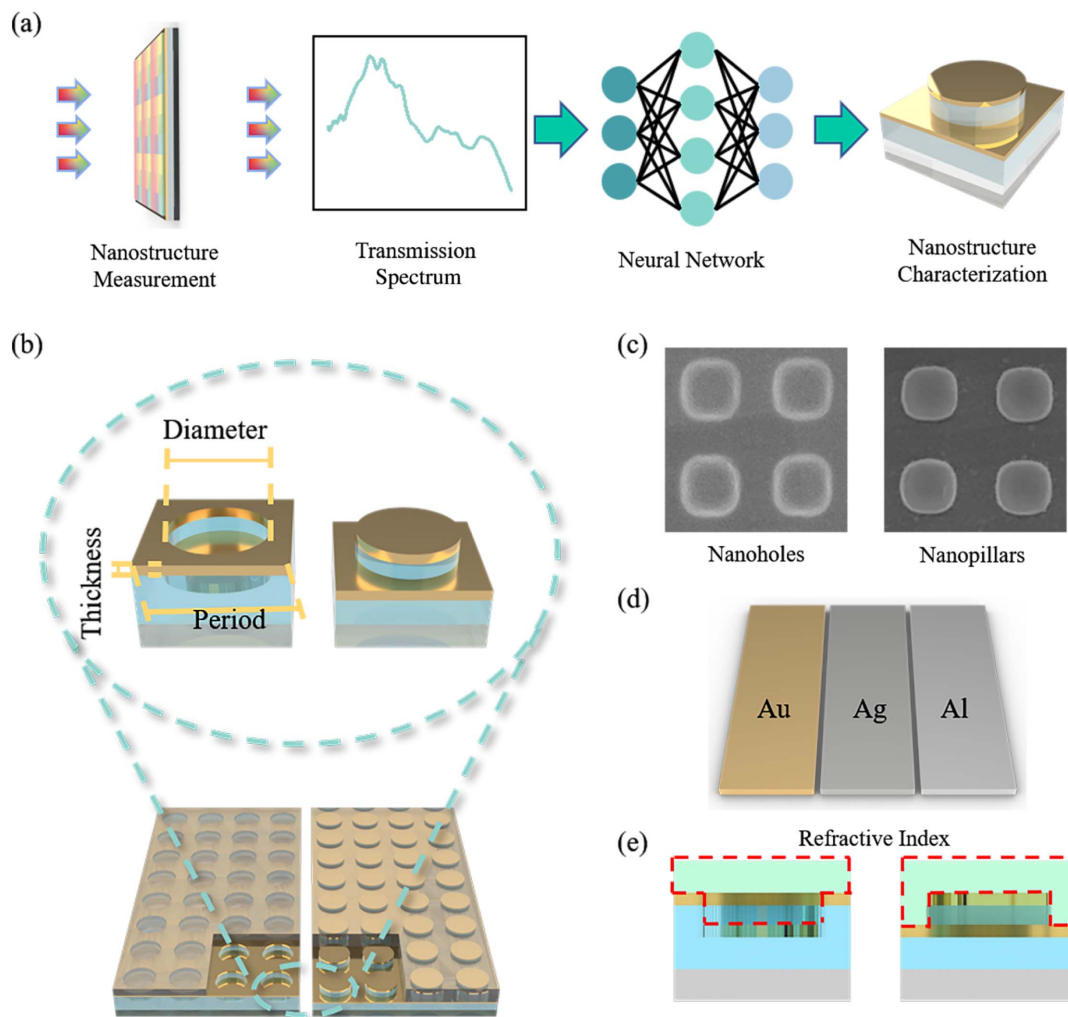 (a)
Nanostructure
Measurement
Transmission
Spectrum
Neural Network
Nanostructure
Characterization
(b)
Diameter
Thickness
Period
(c)
Nanoholes
Nanopillars
(d)
Au
Ag
Al
Refractive Index
(e)